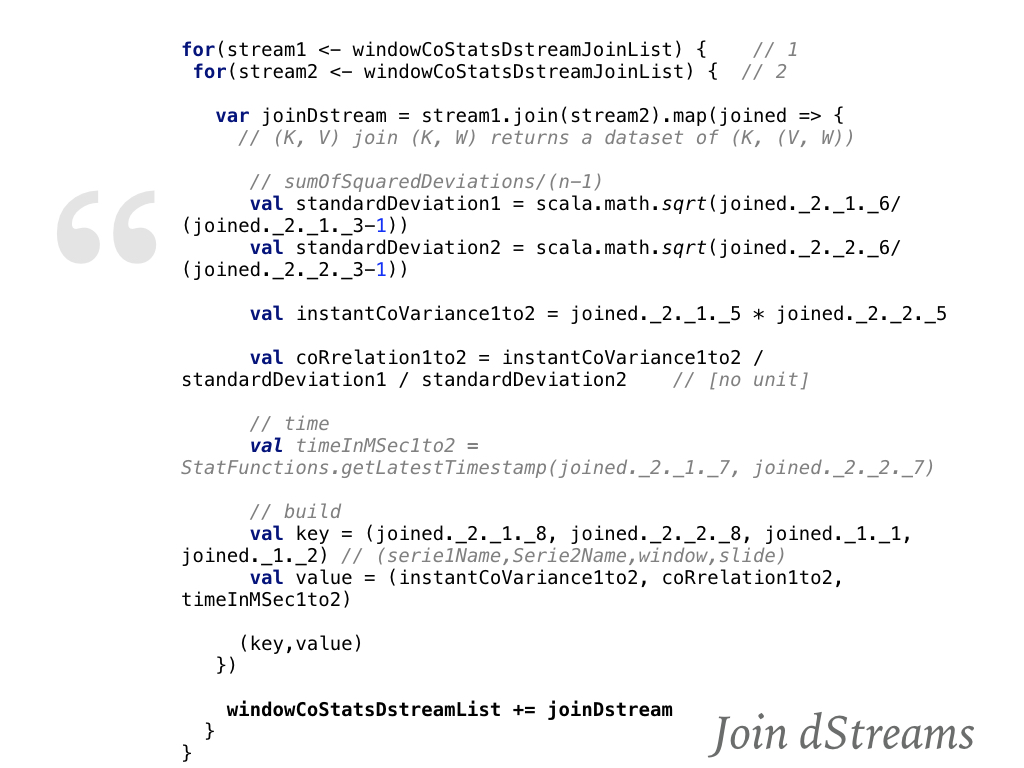 for(stream1 <- windowCoStatsDstreamJoinList) {    // 1
 for(stream2 <- windowCoStatsDstreamJoinList) {  // 2
   var joinDstream = stream1.join(stream2).map(joined => {
     // (K, V) join (K, W) returns a dataset of (K, (V, W))
      // sumOfSquaredDeviations/(n-1)
      val standardDeviation1 = scala.math.sqrt(joined._2._1._6/
(joined._2._1._3-1))
      val standardDeviation2 = scala.math.sqrt(joined._2._2._6/
(joined._2._2._3-1))
      val instantCoVariance1to2 = joined._2._1._5 * joined._2._2._5
      val coRrelation1to2 = instantCoVariance1to2 /
standardDeviation1 / standardDeviation2    // [no unit]
      // time
      val timeInMSec1to2 =
StatFunctions.getLatestTimestamp(joined._2._1._7, joined._2._2._7)
      // build
      val key = (joined._2._1._8, joined._2._2._8, joined._1._1,
joined._1._2) // (serie1Name,Serie2Name,window,slide)
      val value = (instantCoVariance1to2, coRrelation1to2,
timeInMSec1to2)
     (key,value)
   })
    windowCoStatsDstreamList += joinDstream
  }
}
“
Join dStreams